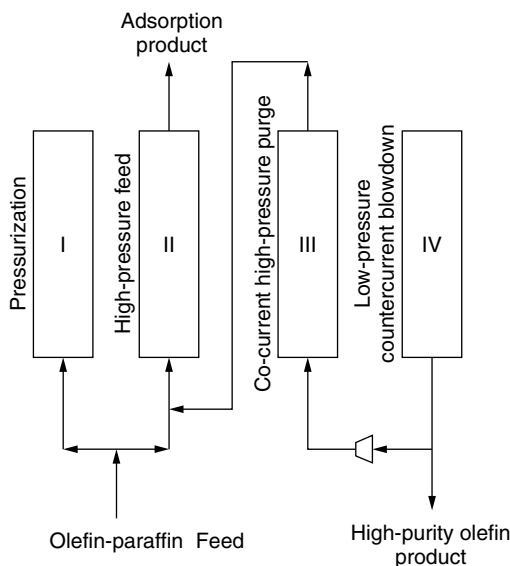 Adsorption
product
Pressurization
I
High-pressure feed
II
Co-current high-pressure purge
III
Low-pressure
countercurrent blowdown
IV
Olefin-paraffin Feed
High-purity olefin
product